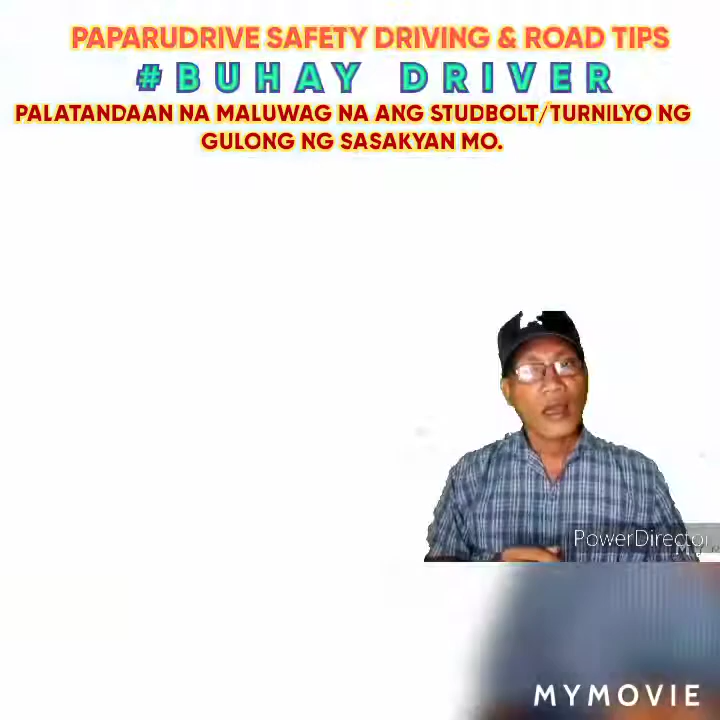 PAPARUDRIVE SAFETY DRIVING & ROAD TIPS
#BUHAY DRIVER
PALATANDAAN NA MALUWAG NA ANG STUDBOLT/TURNILYO NG
GULONG NG SASAKYAN MO.
PowerDirector
MYMOVIE